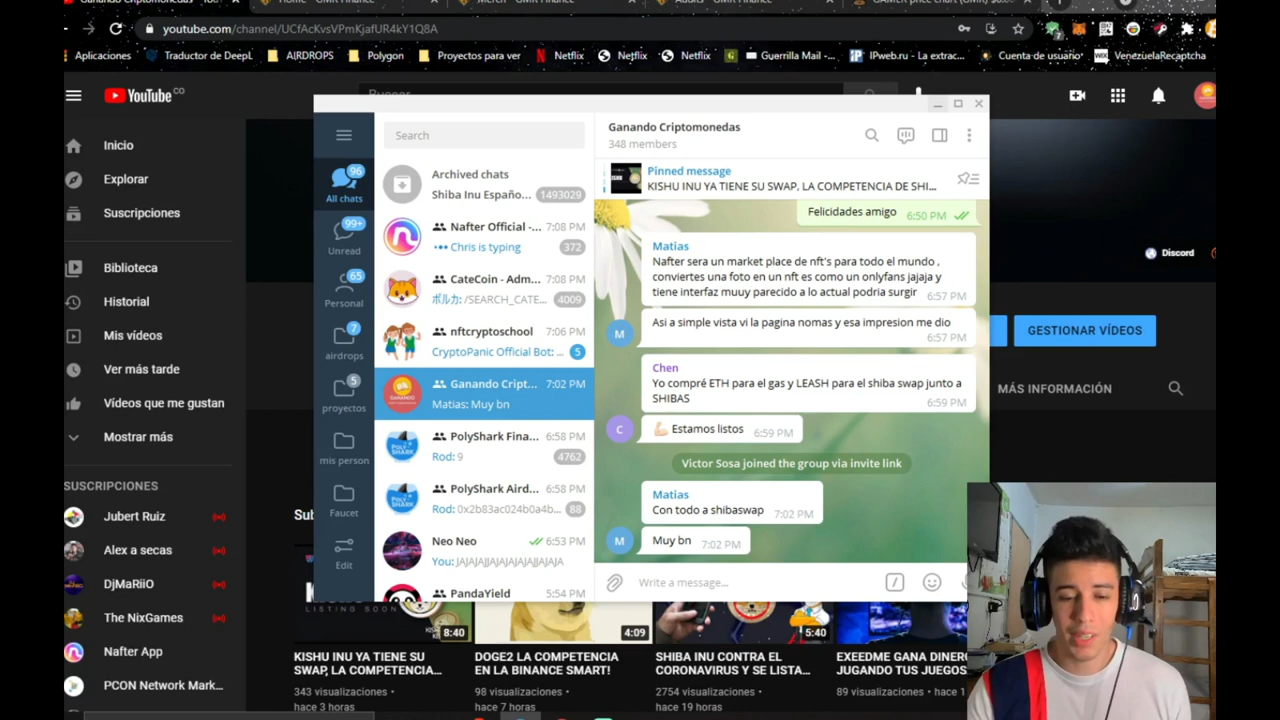 youtube.com/channel/UCfAcKvsVPmKjafUR4kY1Q8A
Aplicaciones
Traductor de DeepL
AIRDROPS
Polygon
Proyectos para ver
Netflix
Netflix
Netflix
Guerrilla Mail -...
IPweb.ru - La extrac...
Cuenta de usuario
VenezuelaRecaptcha
YouTube CO
Buscar
Inicio
Explorar
Suscripciones
Biblioteca
Historial
Mis vídeos
Ver más tarde
Vídeos que me gustan
Mostrar más
SUSCRIPCIONES
Jubert Ruiz
Alex a secas
DjMaRiiO
The NixGames
Nafter App
PCON Network Mark...
96
All chats
99+
Unread
65
Personal
7
airdrops
5
proyectos
mis person
Faucet
Edit
Search
Archived chats
Shiba Inu Españo... 1493029
Nafter Official -... 7:08 PM
Chris is typing 372
CateCoin - Adm... 7:08 PM
ポルカ: /SEARCH_CATE... 4009
nftcryptoschool 7:06 PM
CryptoPanic Official Bot: ... 5
Ganando Cript... 7:02 PM
Matias: Muy bn
PolyShark Fina... 6:58 PM
Rod: 9 4762
PolyShark Aird... 6:58 PM
Rod: 0x2b83ac024b0a4b... 88
Neo Neo 6:53 PM
You: JAJAJAJJAJAJAJAJJAJAJA
PandaYield 5:54 PM
Ganando Criptomonedas
348 members
Pinned message
KISHU INU YA TIENE SU SWAP, LA COMPETENCIA DE SHI...
Felicidades amigo 6:50 PM
Matias
Nafter sera un market place de nft's para todo el mundo ,
conviertes una foto en un nft es como un onlyfans jajaja y
tiene interfaz muuy parecido a lo actual podria surgir 6:57 PM
M
Asi a simple vista vi la pagina nomas y esa impresion me dio
6:57 PM
Chen
Yo compré ETH para el gas y LEASH para el shiba swap junto a
SHIBAS 6:59 PM
C
Estamos listos 6:59 PM
Victor Sosa joined the group via invite link
Matias
Con todo a shibaswap 7:02 PM
M
Muy bn 7:02 PM
Write a message...
Discord
GESTIONAR VÍDEOS
MÁS INFORMACIÓN
LISTING SOON
8:40
4:09
5:40
KISHU INU YA TIENE SU
SWAP, LA COMPETENCIA...
343 visualizaciones •
hace 3 horas
DOGE2 LA COMPETENCIA
EN LA BINANCE SMART!
98 visualizaciones •
hace 7 horas
SHIBA INU CONTRA EL
CORONAVIRUS Y SE LISTA...
2754 visualizaciones •
hace 19 horas
EXEEDME GANA DINERO
JUGANDO TUS JUEGOS
89 visualizaciones •